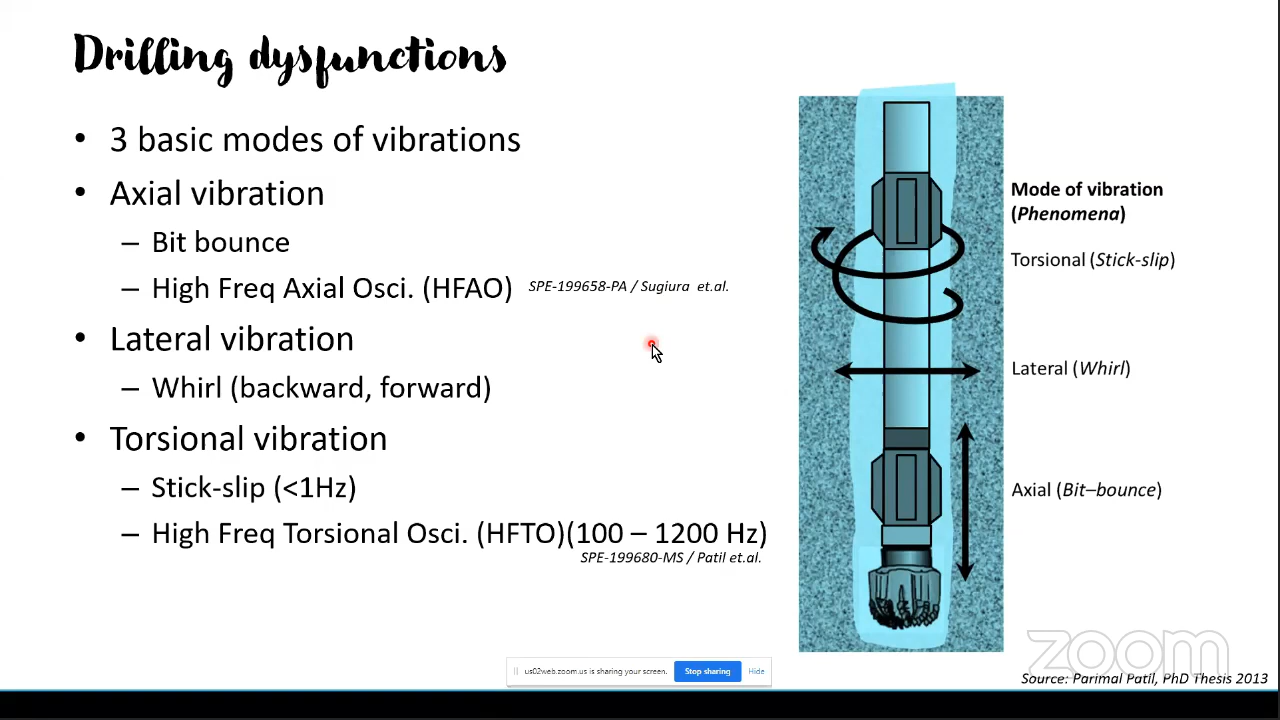 Drilling dysfunctions
• 3 basic modes of vibrations
• Axial vibration
– Bit bounce
– High Freq Axial Osci. (HFAO) SPE-199658-PA / Sugiura et.al.
• Lateral vibration
– Whirl (backward, forward)
• Torsional vibration
– Stick-slip (<1Hz)
– High Freq Torsional Osci. (HFTO)(100 – 1200 Hz)
SPE-199680-MS / Patil et.al.
Mode of vibration
(Phenomena)
Torsional (Stick-slip)
Lateral (Whirl)
Axial (Bit–bounce)
zoom
us02web.zoom.us is sharing your screen. Stop sharing Hide
Source: Parimal Patil, PhD Thesis 2013